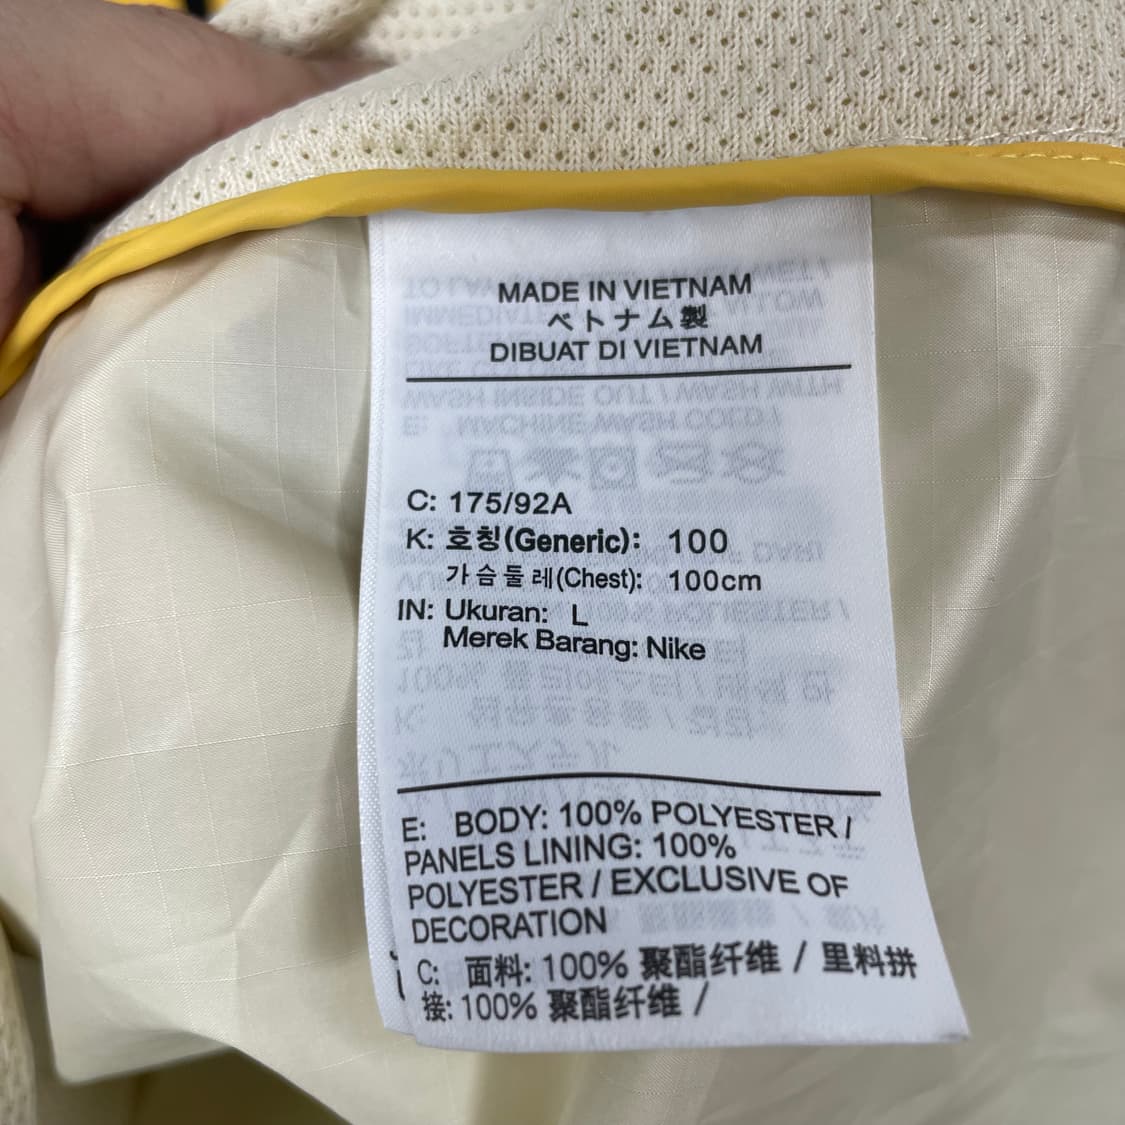 MADE IN VIETNAM
ベトナム製
DIBUAT DI VIETNAM
C: 175/92A
K: 호칭(Generic): 100
가슴둘레(Chest): 100cm
IN: Ukuran: L
Merek Barang: Nike
E: BODY: 100% POLYESTER /
PANELS LINING: 100%
POLYESTER / EXCLUSIVE OF
DECORATION
C: 面料: 100% 聚酯纤维 / 里料拼
接: 100% 聚酯纤维 /